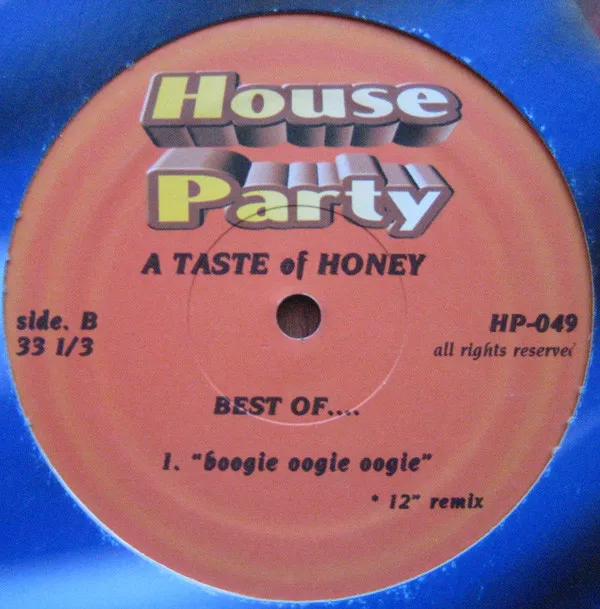 House
Party
A TASTE of HONEY
side. B
33 1/3
HP-049
all rights reserved
BEST OF....
1. "boogie oogie oogie"
* 12" remix